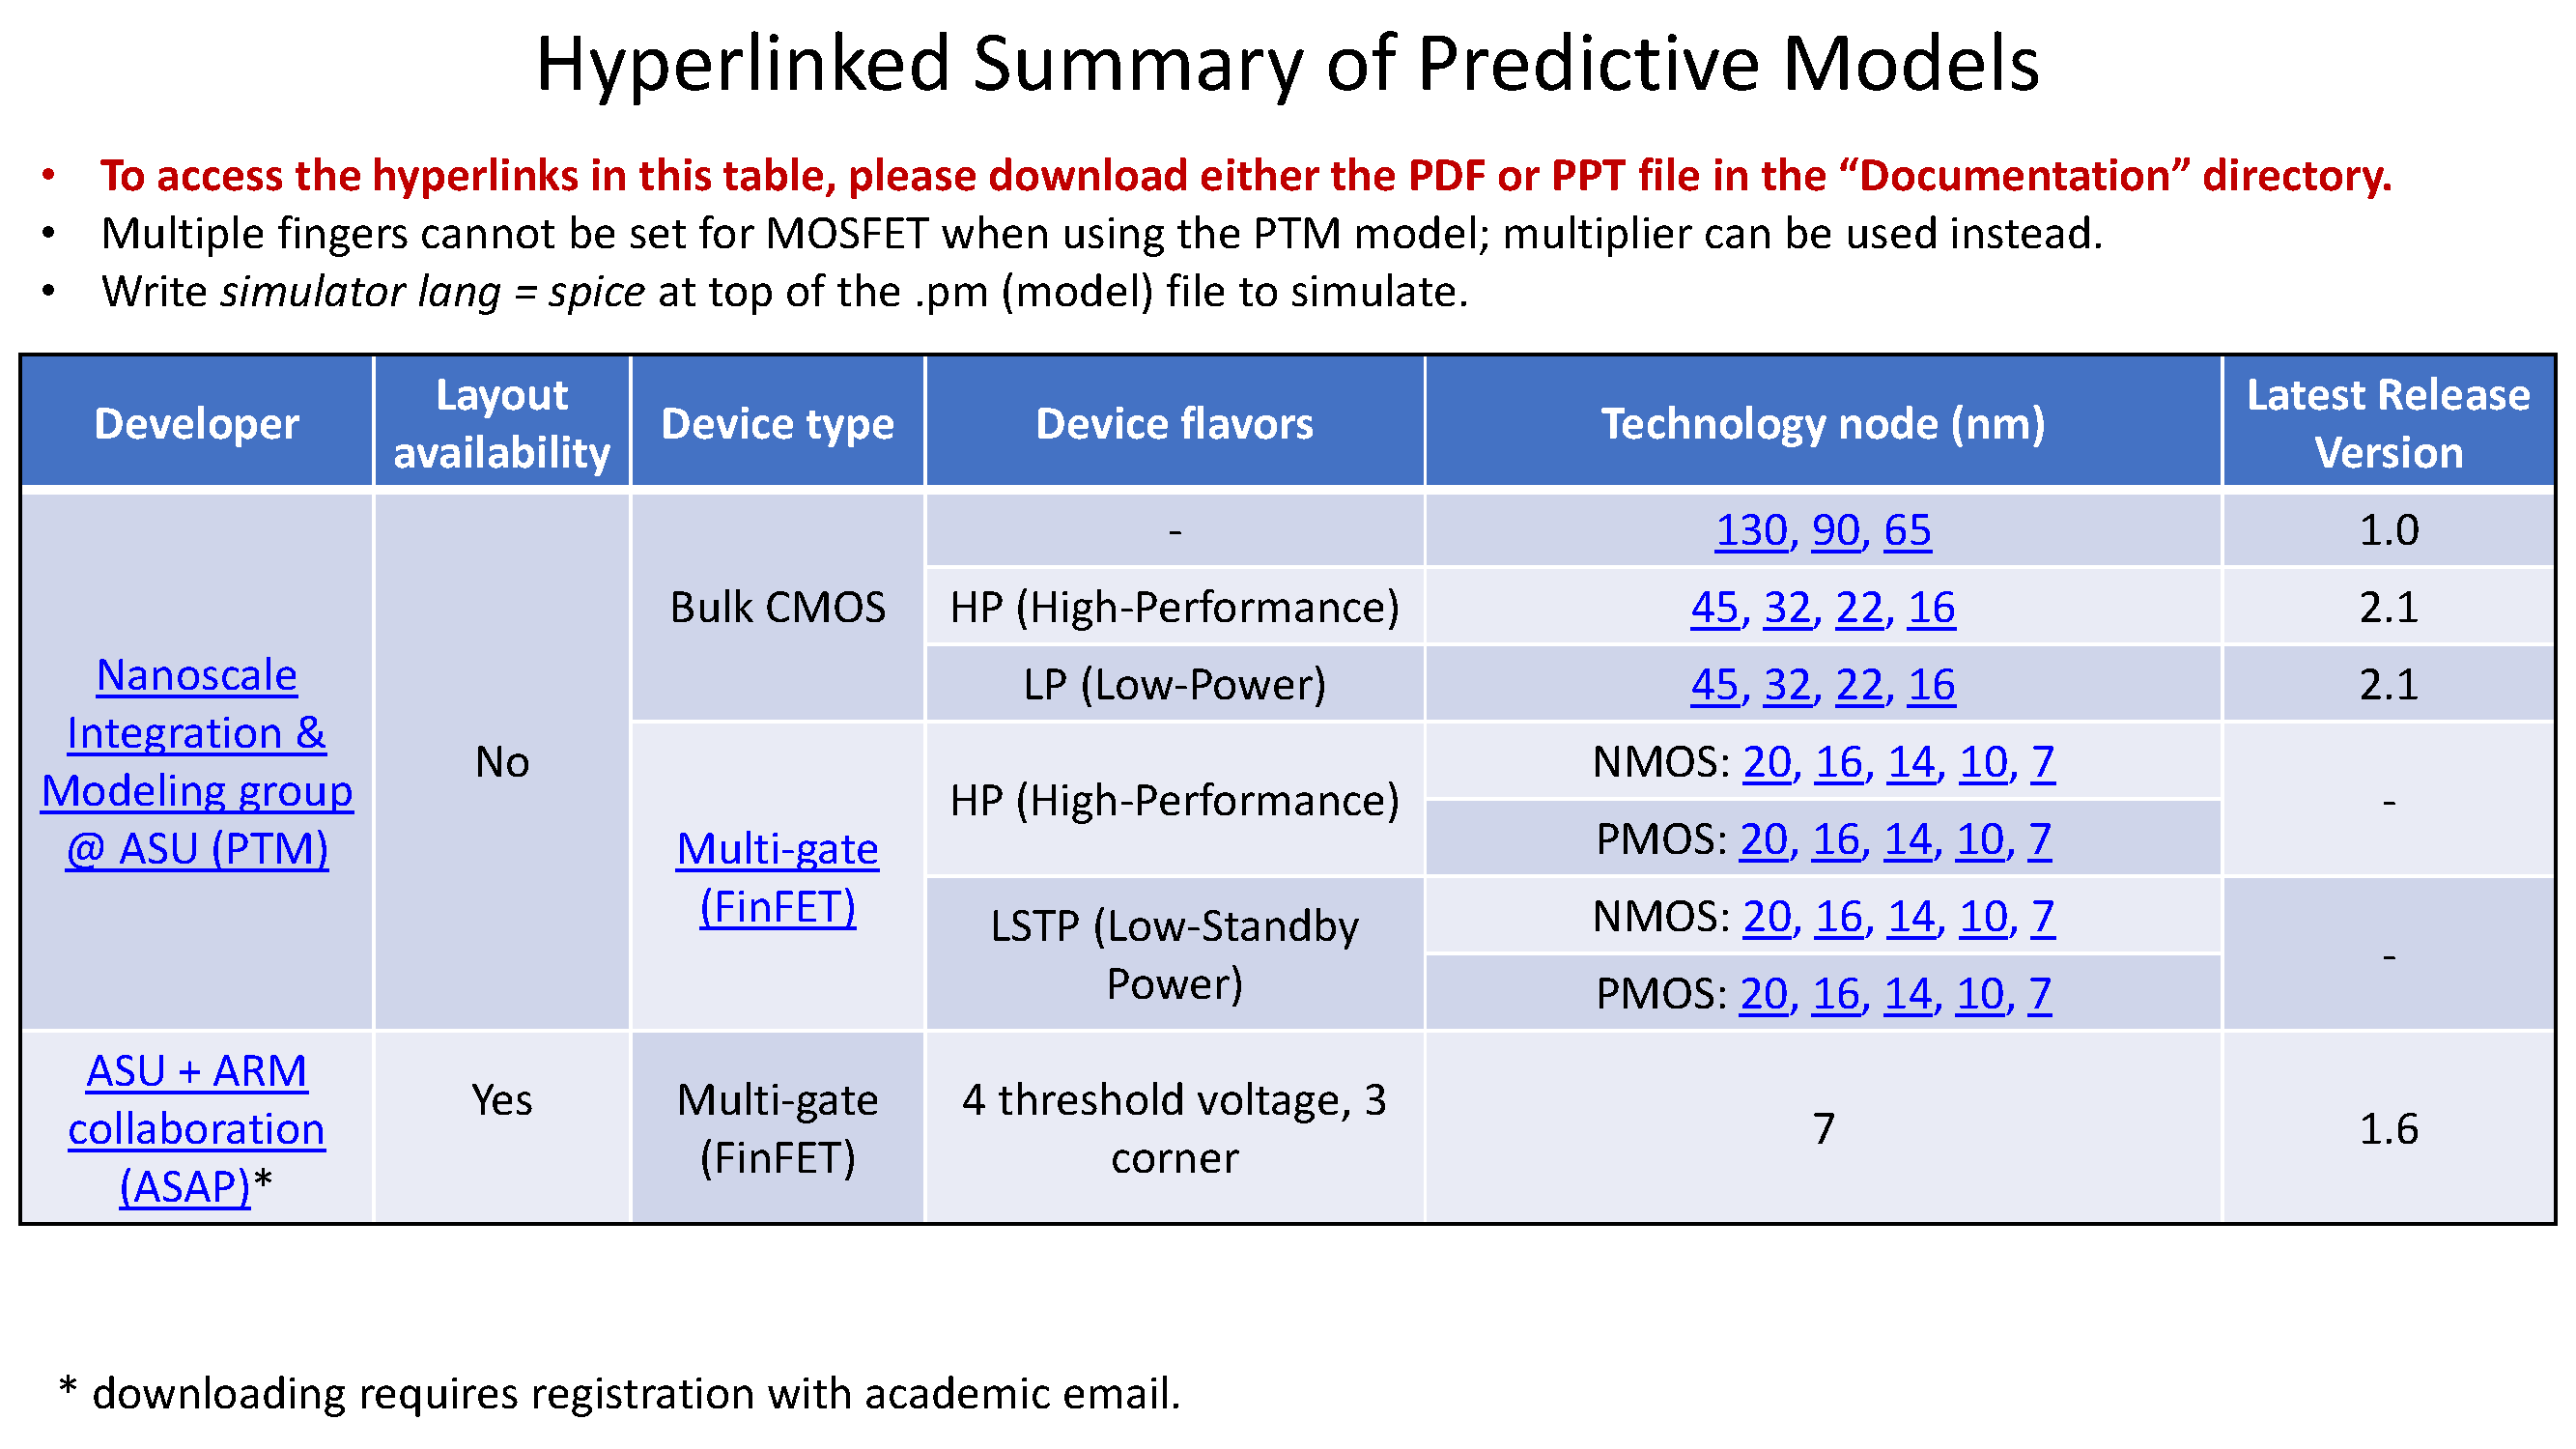 Hyperlinked Summary of Predictive Models
• To access the hyperlinks in this table, please download either the PDF or PPT file in the “Documentation” directory.
• Multiple fingers cannot be set for MOSFET when using the PTM model; multiplier can be used instead.
• Write simulator lang = spice at top of the .pm (model) file to simulate.
Developer
Layout
availability
Device type
Device flavors
Technology node (nm)
Latest Release
Version
Nanoscale
Integration &
Modeling group
@ ASU (PTM)
No
Bulk CMOS
-
130, 90, 65
1.0
HP (High-Performance)
45, 32, 22, 16
2.1
LP (Low-Power)
45, 32, 22, 16
2.1
Multi-gate
(FinFET)
HP (High-Performance)
NMOS: 20, 16, 14, 10, 7
PMOS: 20, 16, 14, 10, 7
-
LSTP (Low-Standby
Power)
NMOS: 20, 16, 14, 10, 7
PMOS: 20, 16, 14, 10, 7
-
ASU + ARM
collaboration
(ASAP)*
Yes
Multi-gate
(FinFET)
4 threshold voltage, 3
corner
7
1.6
* downloading requires registration with academic email.